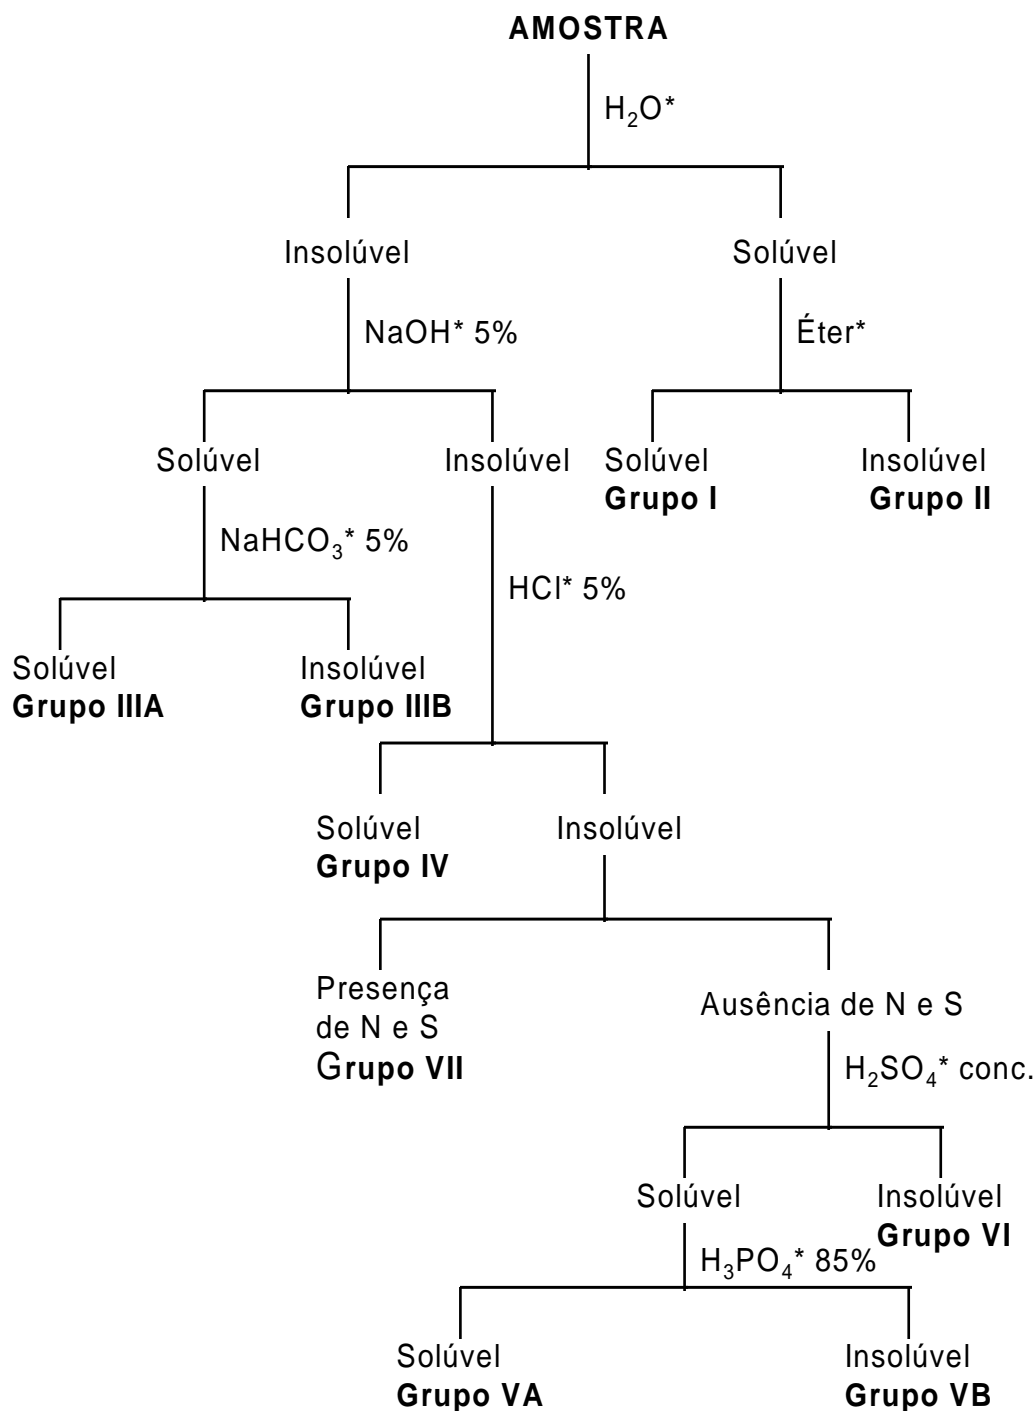 AMOSTRA
H₂O*
Insolúvel
Solúvel
NaOH* 5%
Éter*
Solúvel
Insolúvel
Solúvel
Grupo I
Insolúvel
Grupo II
NaHCO₃* 5%
HCl* 5%
Solúvel
Grupo IIIA
Insolúvel
Grupo IIIB
Solúvel
Grupo IV
Insolúvel
Presença
de N e S
Grupo VII
Ausência de N e S
H₂SO₄* conc.
Solúvel
Insolúvel
Grupo VI
H₃PO₄* 85%
Solúvel
Grupo VA
Insolúvel
Grupo VB